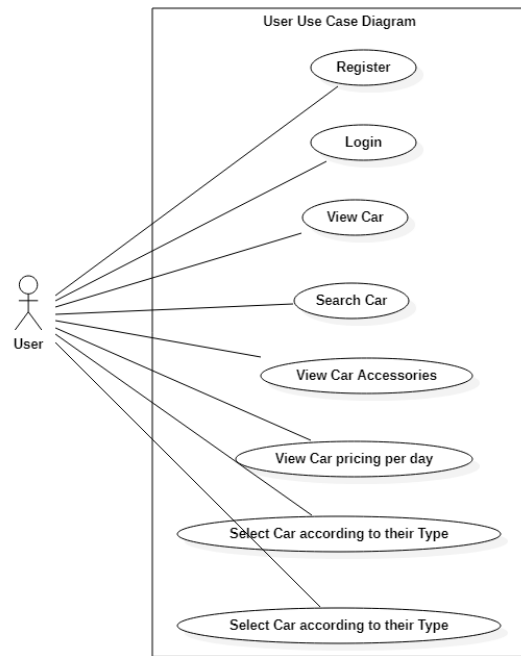 User Use Case Diagram
Register
Login
View Car
Search Car
User
View Car Accessories
View Car pricing per day
Select Car according to their Type
Select Car according to their Type